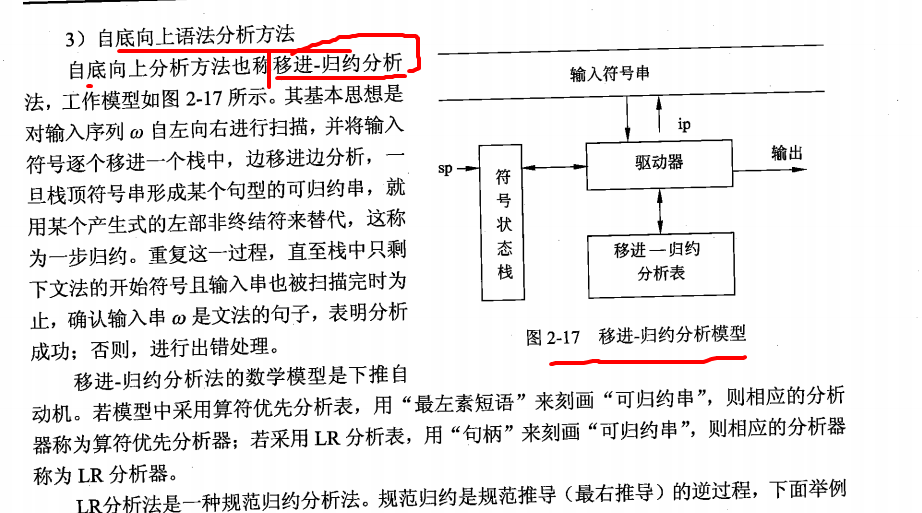 3）自底向上语法分析方法
自底向上分析方法也称移进-归约分析
法，工作模型如图 2-17 所示。其基本思想是
对输入序列 ω 自左向右进行扫描，并将输入
符号逐个移进一个栈中，边移进边分析，一
旦栈顶符号串形成某个句型的可归约串，就
用某个产生式的左部非终结符来替代，这称
为一步归约。重复这一过程，直至栈中只剩
下文法的开始符号且输入串也被扫描完时为
止，确认输入串 ω 是文法的句子，表明分析
成功；否则，进行出错处理。
输入符号串
ip
sp
符号状态栈
驱动器
输出
移进—归约
分析表
图 2-17 移进-归约分析模型
移进-归约分析法的数学模型是下推自
动机。若模型中采用算符优先分析表，用“最左素短语”来刻画“可归约串”，则相应的分析
器称为算符优先分析器；若采用 LR 分析表，用“句柄”来刻画“可归约串”，则相应的分析器
称为 LR 分析器。
LR分析法是一种规范归约分析法。规范归约是规范推导（最右推导）的逆过程，下面举例